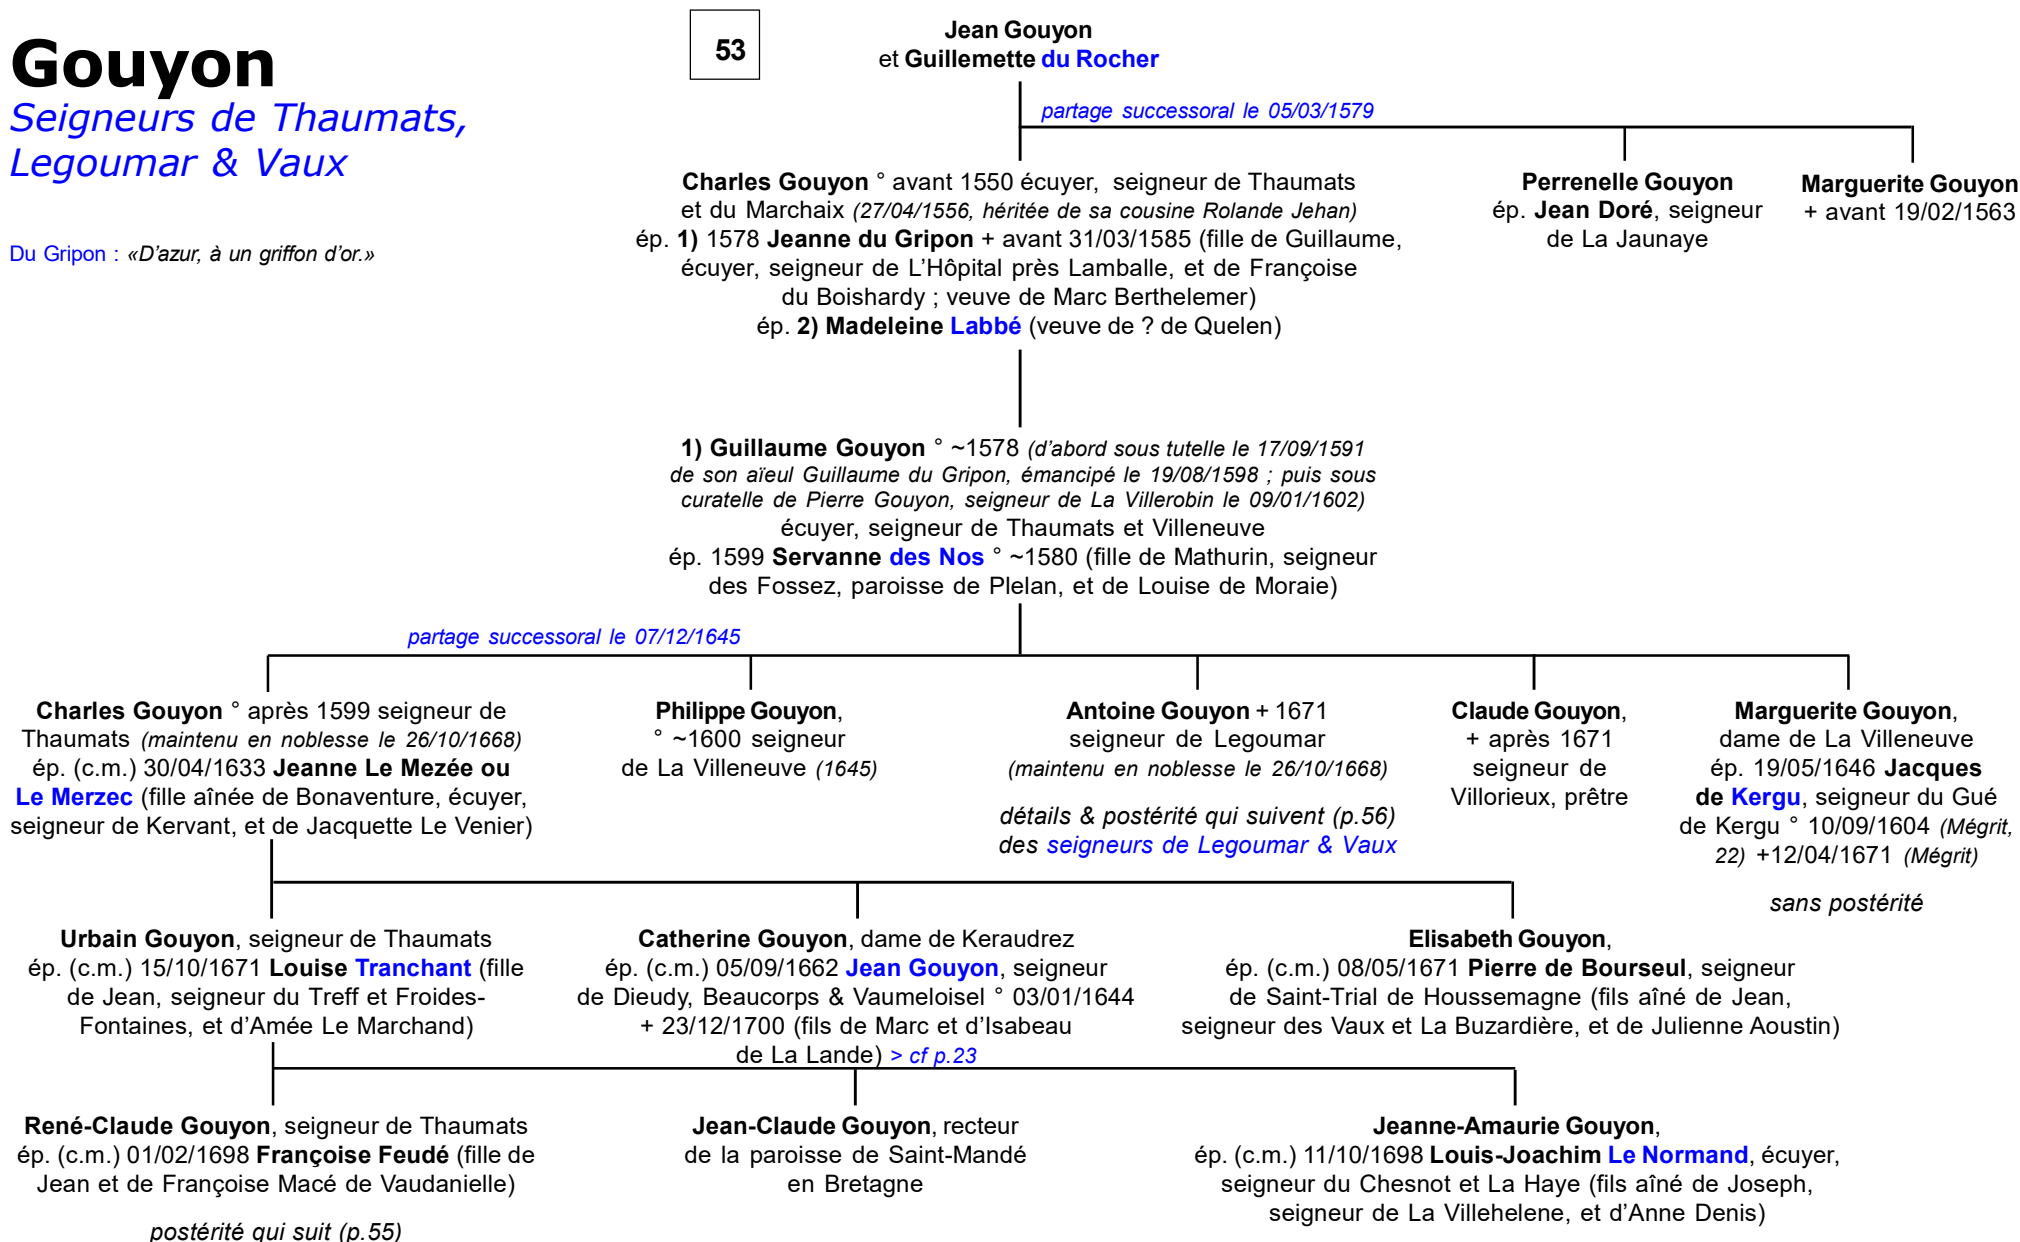 Gouyon
Seigneurs de Thaumats,
Legoumar & Vaux
Du Gripon : «D'azur, à un griffon d'or.»
53
Jean Gouyon
et Guillemette du Rocher
partage successoral le 05/03/1579
Charles Gouyon ° avant 1550 écuyer, seigneur de Thaumats
et du Marchaix (27/04/1556, héritée de sa cousine Rolande Jehan)
ép. 1) 1578 Jeanne du Gripon + avant 31/03/1585 (fille de Guillaume,
écuyer, seigneur de L'Hôpital près Lamballe, et de Françoise
du Boishardy ; veuve de Marc Berthelemer)
ép. 2) Madeleine Labbé (veuve de ? de Quelen)
Perrenelle Gouyon
ép. Jean Doré, seigneur
de La Jaunaye
Marguerite Gouyon
+ avant 19/02/1563
1) Guillaume Gouyon ° ~1578 (d'abord sous tutelle le 17/09/1591
de son aïeul Guillaume du Gripon, émancipé le 19/08/1598 ; puis sous
curatelle de Pierre Gouyon, seigneur de La Villerobin le 09/01/1602)
écuyer, seigneur de Thaumats et Villeneuve
ép. 1599 Servanne des Nos ° ~1580 (fille de Mathurin, seigneur
des Fossez, paroisse de Plelan, et de Louise de Moraie)
partage successoral le 07/12/1645
Charles Gouyon ° après 1599 seigneur de
Thaumats (maintenu en noblesse le 26/10/1668)
ép. (c.m.) 30/04/1633 Jeanne Le Mezée ou
Le Merzec (fille aînée de Bonaventure, écuyer,
seigneur de Kervant, et de Jacquette Le Venier)
Philippe Gouyon,
° ~1600 seigneur
de La Villeneuve (1645)
Antoine Gouyon + 1671
seigneur de Legoumar
(maintenu en noblesse le 26/10/1668)
détails & postérité qui suivent (p.56)
des seigneurs de Legoumar & Vaux
Claude Gouyon,
+ après 1671
seigneur de
Villorieux, prêtre
Marguerite Gouyon,
dame de La Villeneuve
ép. 19/05/1646 Jacques
de Kergu, seigneur du Gué
de Kergu ° 10/09/1604 (Mégrit,
22) +12/04/1671 (Mégrit)
sans postérité
Urbain Gouyon, seigneur de Thaumats
ép. (c.m.) 15/10/1671 Louise Tranchant (fille
de Jean, seigneur du Treff et Froides-
Fontaines, et d'Amée Le Marchand)
Catherine Gouyon, dame de Keraudrez
ép. (c.m.) 05/09/1662 Jean Gouyon, seigneur
de Dieudy, Beaucorps & Vaumeloisel ° 03/01/1644
+ 23/12/1700 (fils de Marc et d'Isabeau
de La Lande) > cf p.23
Elisabeth Gouyon,
ép. (c.m.) 08/05/1671 Pierre de Bourseul, seigneur
de Saint-Trial de Houssemagne (fils aîné de Jean,
seigneur des Vaux et La Buzardière, et de Julienne Aoustin)
René-Claude Gouyon, seigneur de Thaumats
ép. (c.m.) 01/02/1698 Françoise Feudé (fille de
Jean et de Françoise Macé de Vaudanielle)
postérité qui suit (p.55)
Jean-Claude Gouyon, recteur
de la paroisse de Saint-Mandé
en Bretagne
Jeanne-Amaurie Gouyon,
ép. (c.m.) 11/10/1698 Louis-Joachim Le Normand, écuyer,
seigneur du Chesnot et La Haye (fils aîné de Joseph,
seigneur de La Villehelene, et d'Anne Denis)